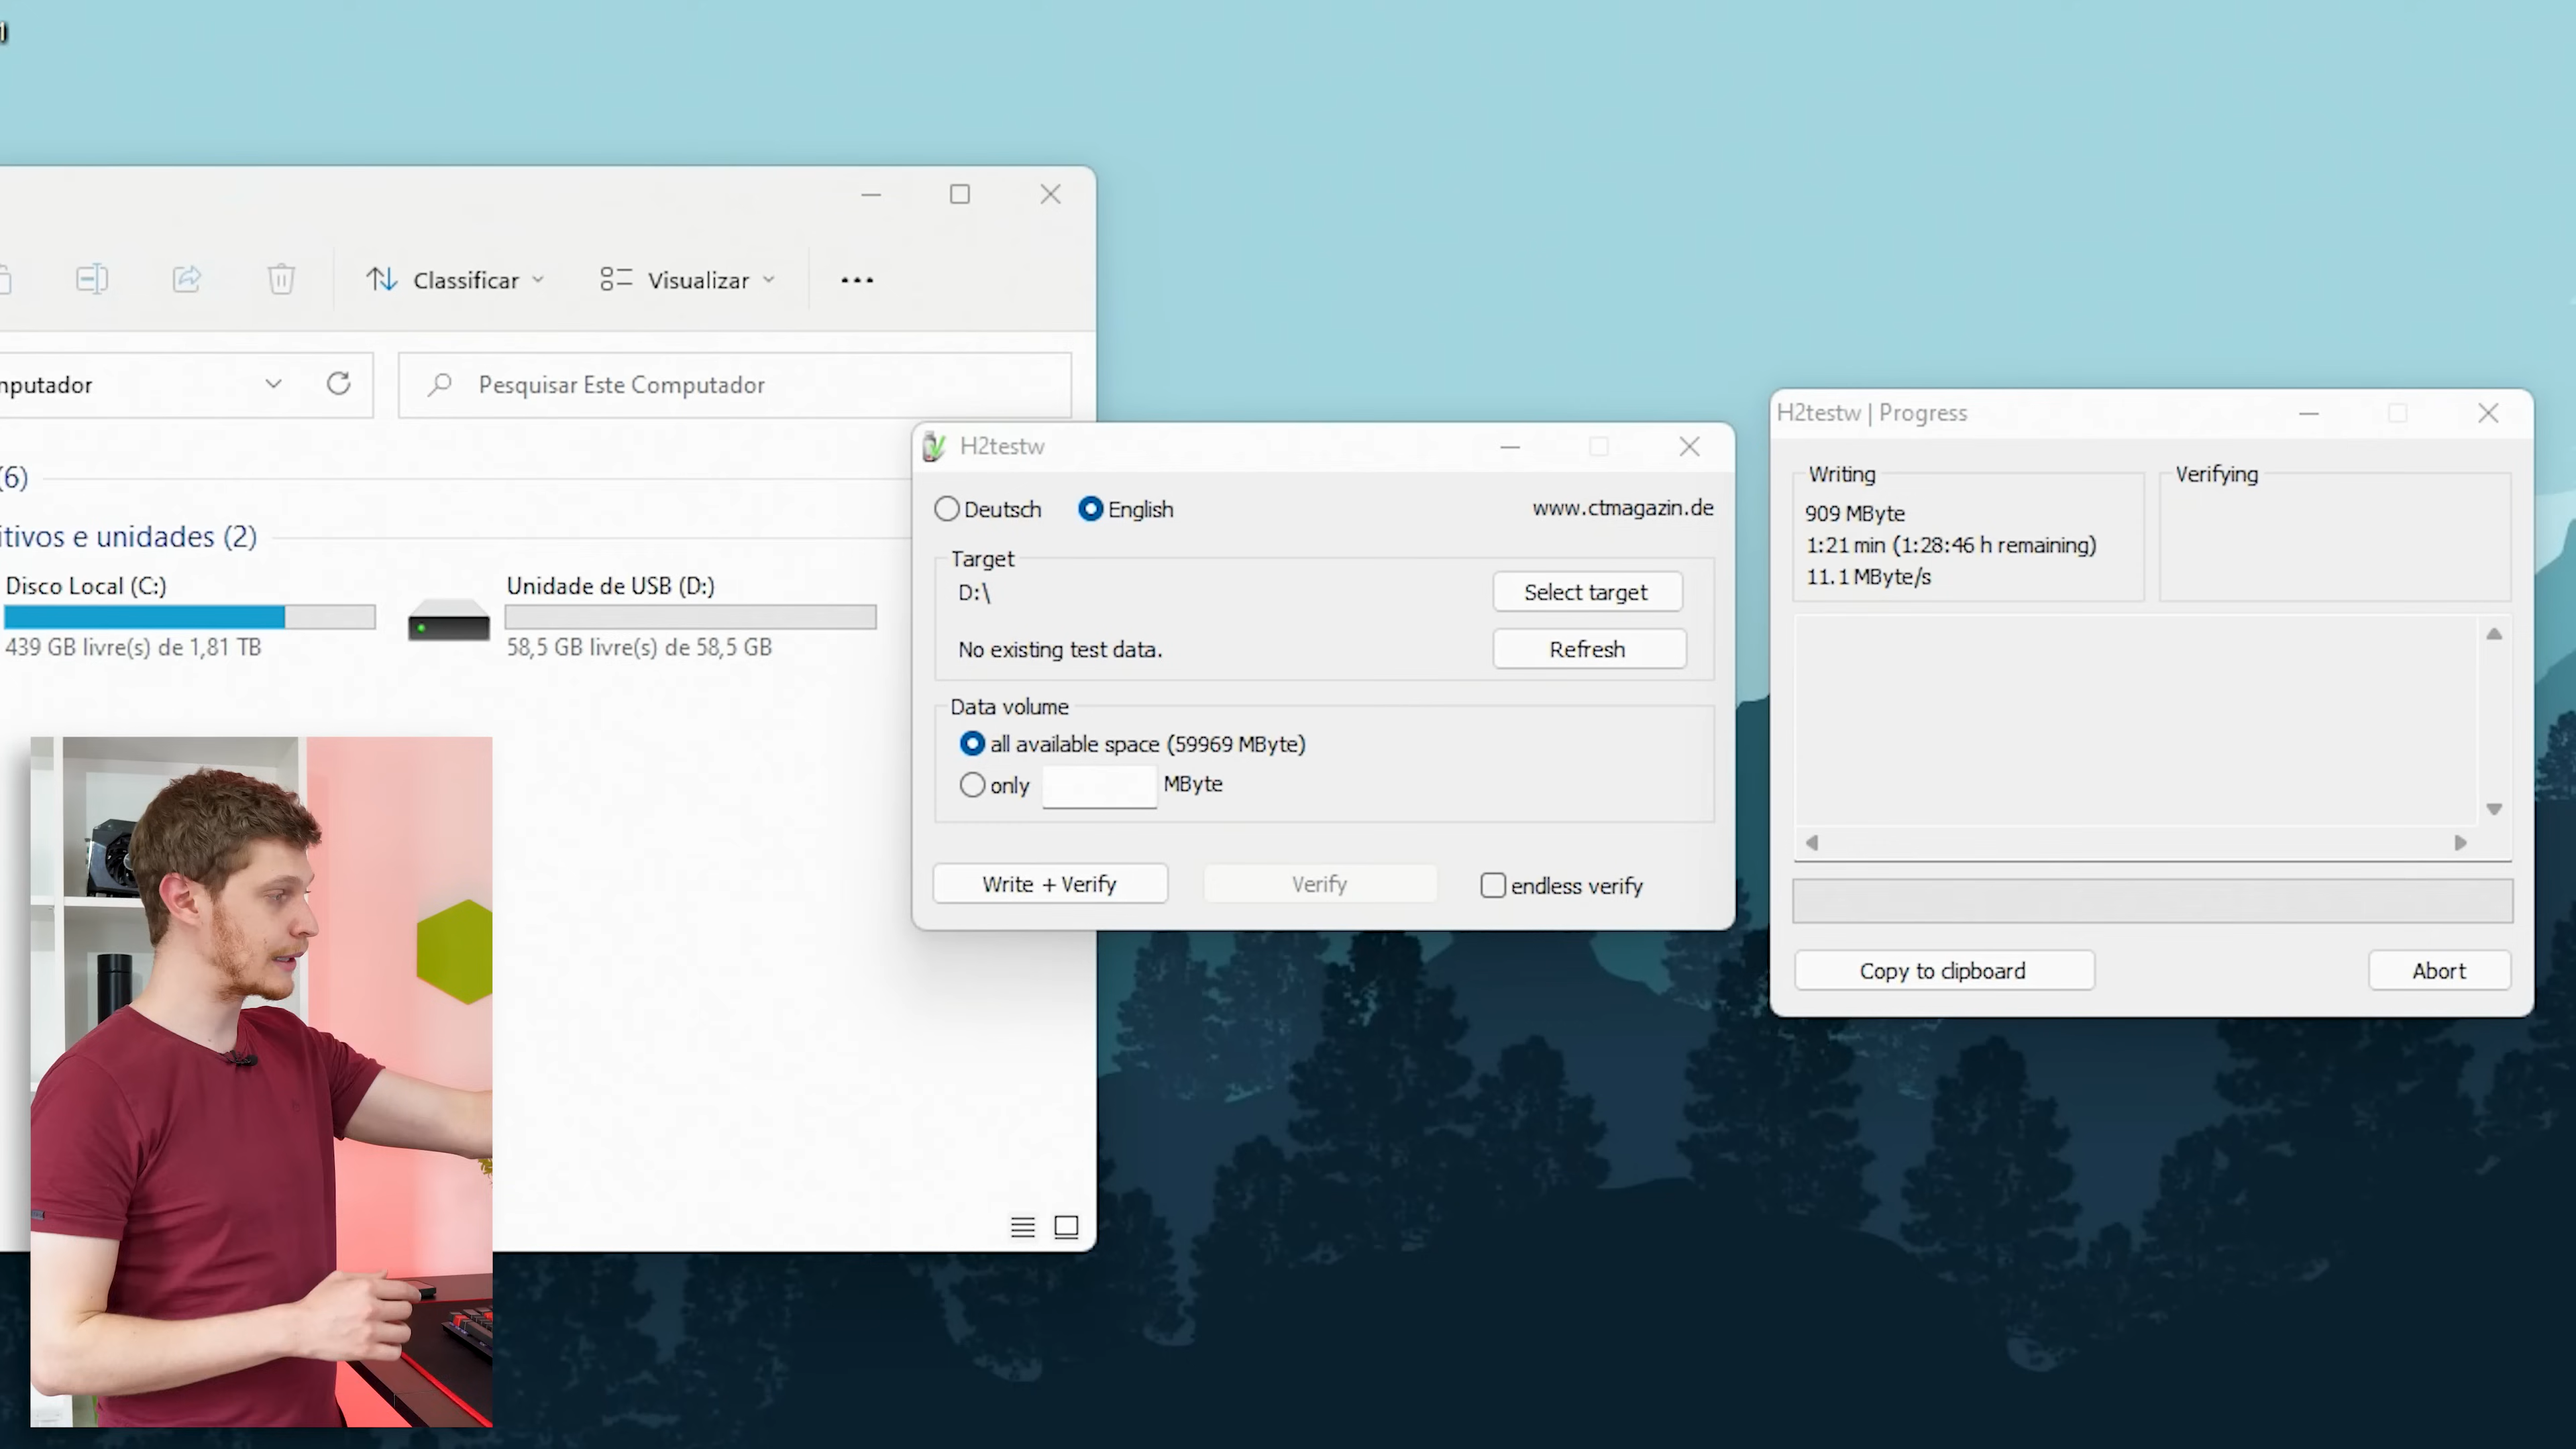 Classificar
Visualizar
Pesquisar Este Computador
(6)
(2)
e unidades
Disco Local (C:)
439 GB livre(s) de 1,81 TB
Unidade de USB (D:)
58,5 GB livre(s) de 58,5 GB
H2testw
Deutsch
English
www.ctmagazin.de
Target
D:\
Select target
No existing test data.
Refresh
Data volume
all available space (59969 MByte)
only
MByte
Write + Verify
Verify
endless verify
H2testw | Progress
Writing
909 MByte
1:21 min (1:28:46 h remaining)
11.1 MByte/s
Verifying
Copy to clipboard
Abort